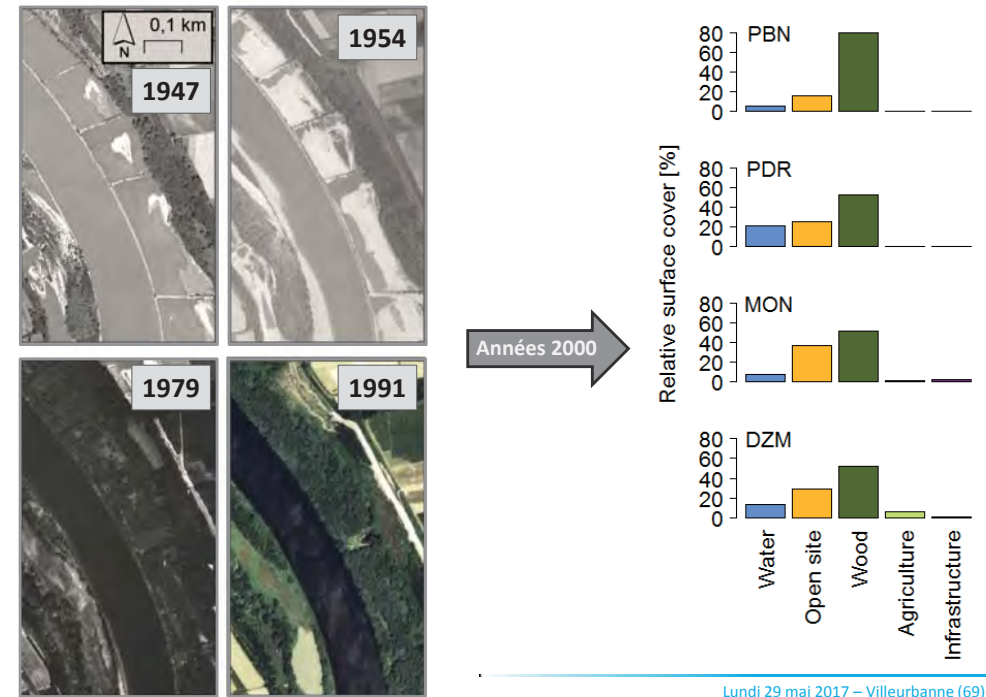 0,1 km
N
1947
1954
1979
1991
Années 2000
Relative surface cover [%]
PBN
80
60
40
20
0
PDR
80
60
40
20
0
MON
80
60
40
20
0
DZM
80
60
40
20
0
Water
Open site
Wood
Agriculture
Infrastructure
Lundi 29 mai 2017 – Villeurbanne (69)